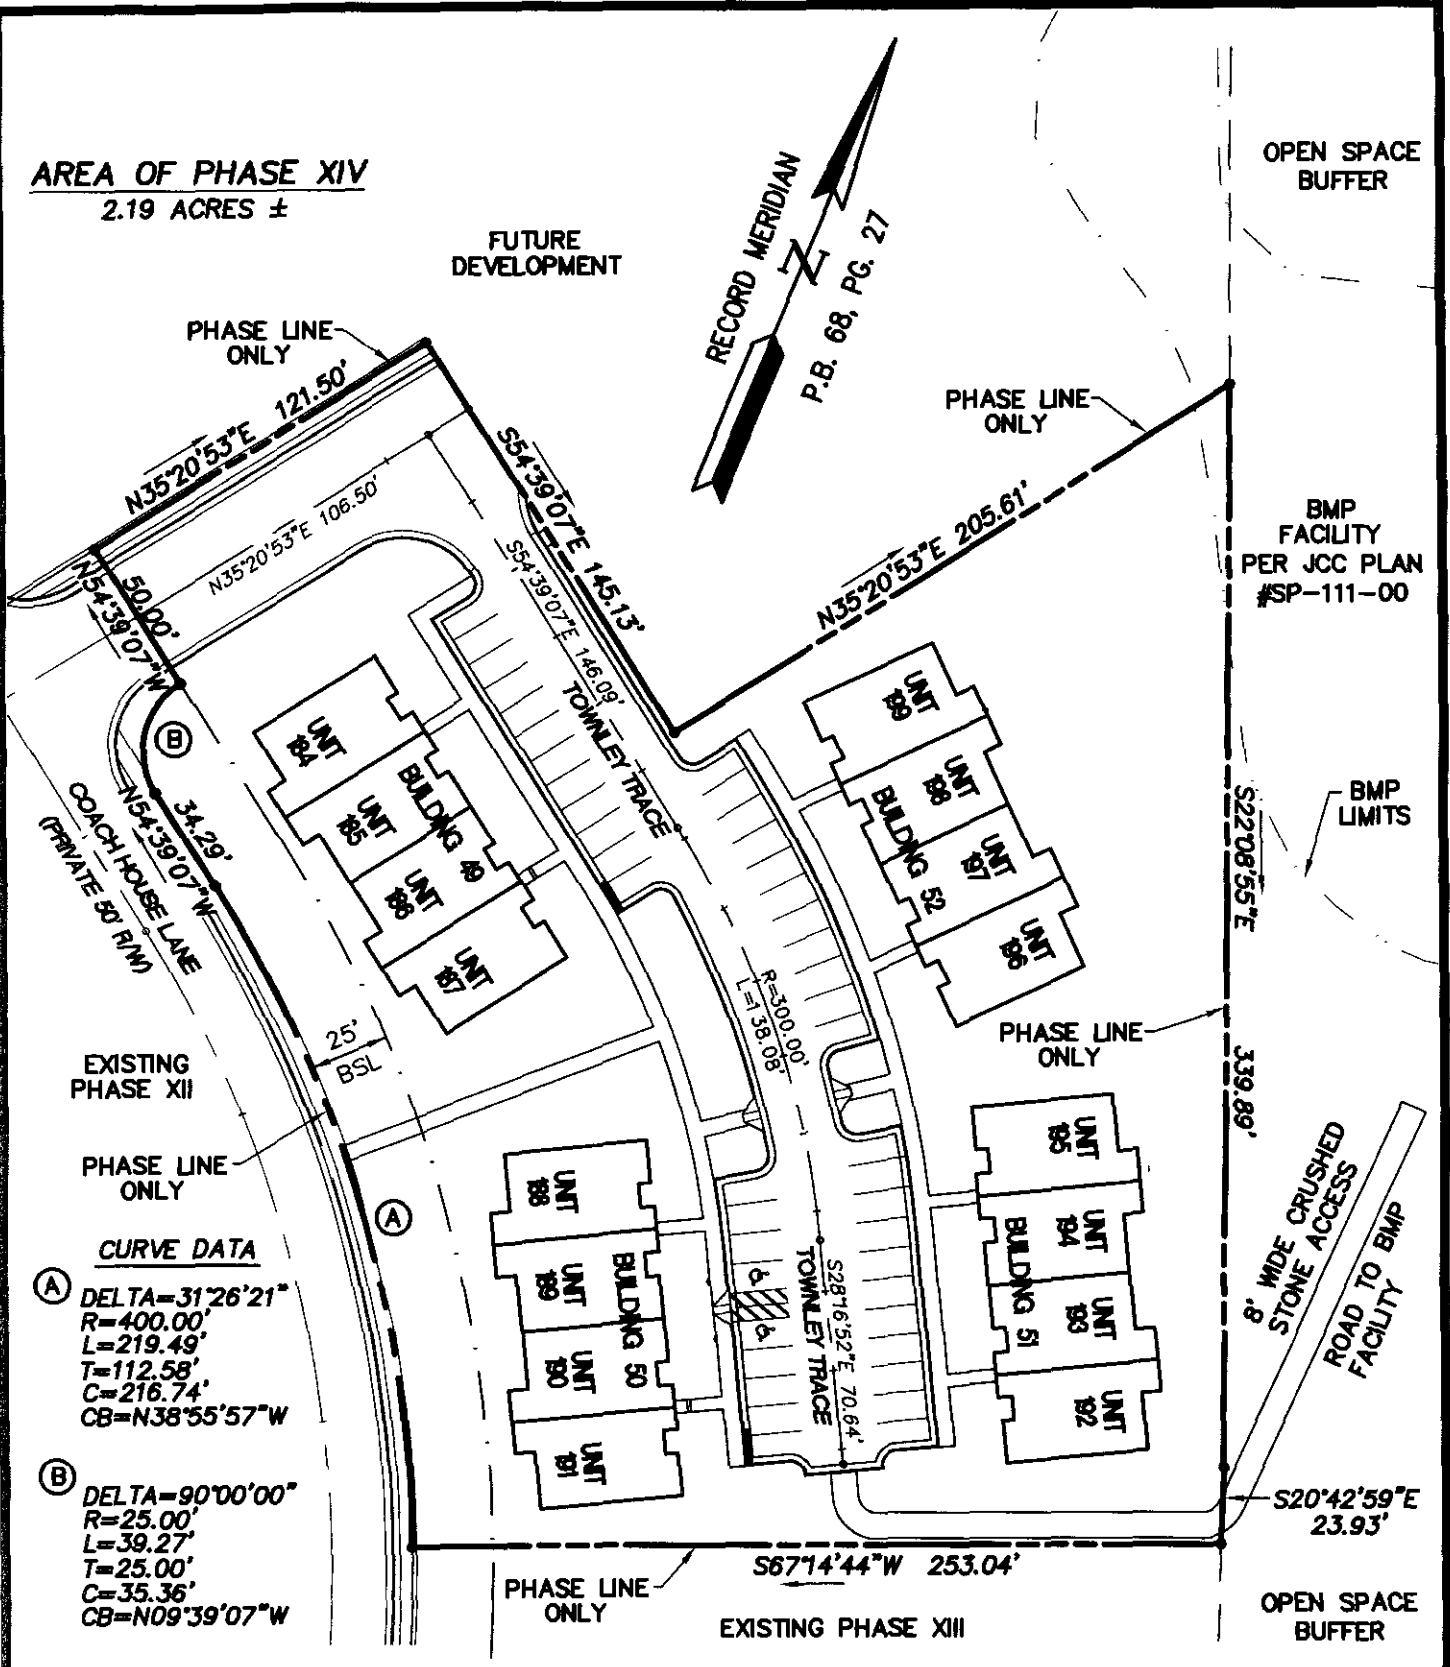 AREA OF PHASE XIV
2.19 ACRES ±
FUTURE
DEVELOPMENT
RECORD MERIDIAN
N
P.B. 68, PG. 27
OPEN SPACE
BUFFER
PHASE LINE
ONLY
N35°20'53"E 121.50'
N35°20'53"E 106.50'
S54°39'07"E 145.13'
S54°39'07"E 146.09'
TOWNLEY TRACE
PHASE LINE
ONLY
N35°20'53"E 205.61'
BMP
FACILITY
PER JCC PLAN
#SP-111-00
50.00'
N54°39'07"W
B
34.29'
N54°39'07"W
COACH HOUSE LANE
(PRIVATE 50' R/W)
UNIT
184
UNIT
185
UNIT
186
UNIT
187
BUILDING 49
UNIT
199
UNIT
198
UNIT
197
UNIT
196
BUILDING 52
S22°08'55"E
339.89'
BMP
LIMITS
R=300.00'
L=138.08'
25'
BSL
EXISTING
PHASE XII
PHASE LINE
ONLY
PHASE LINE
ONLY
A
UNIT
188
UNIT
189
UNIT
190
UNIT
191
BUILDING 50
UNIT
195
UNIT
194
UNIT
193
UNIT
192
BUILDING 51
S28°16'52"E 70.64'
TOWNLEY TRACE
8' WIDE CRUSHED
STONE ACCESS
ROAD TO BMP
FACILITY
CURVE DATA
A
DELTA=31°26'21"
R=400.00'
L=219.49'
T=112.58'
C=216.74'
CB=N38°55'57"W
B
DELTA=90°00'00"
R=25.00'
L=39.27'
T=25.00'
C=35.36'
CB=N09°39'07"W
S20°42'59"E
23.93'
S67°14'44"W 253.04'
PHASE LINE
ONLY
EXISTING PHASE XIII
OPEN SPACE
BUFFER